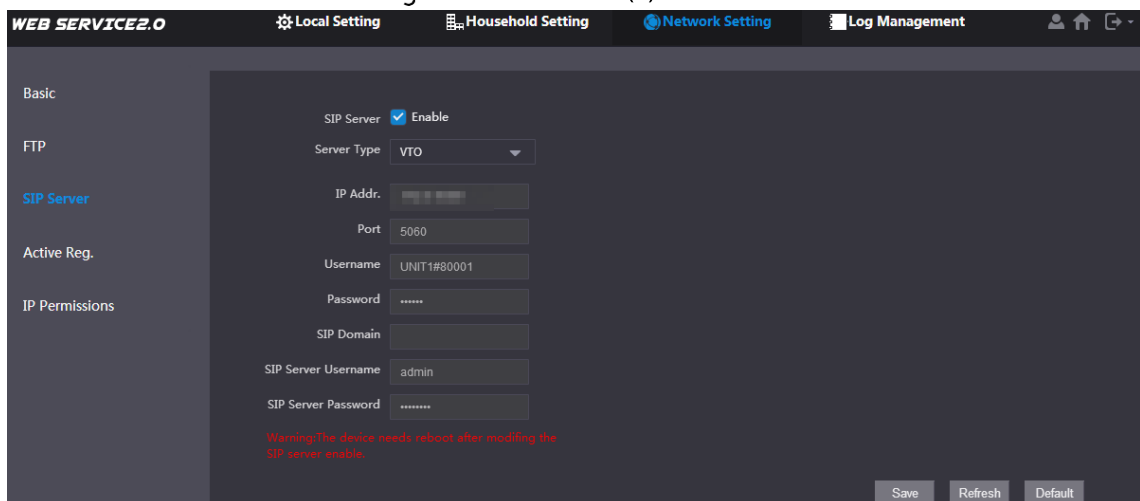 WEB SERVICE2.0
Local Setting
Household Setting
Network Setting
Log Management
Basic
FTP
SIP Server
Active Reg.
IP Permissions
SIP Server Enable
Server Type VTO
IP Addr.
Port 5060
Username UNIT1#80001
Password ••••••
SIP Domain
SIP Server Username admin
SIP Server Password ••••••••
Warning:The device needs reboot after modifing the
SIP server enable.
Save Refresh Default